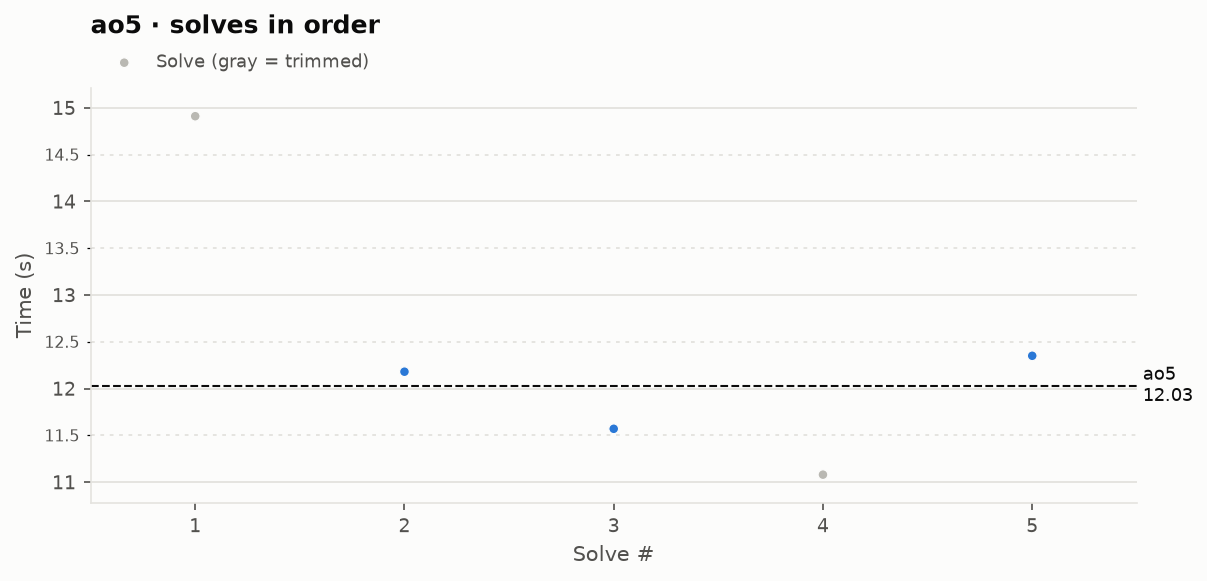 ao5 · solves in order
Solve (gray = trimmed)
Time (s)
15
14.5
14
13.5
13
12.5
12
11.5
11
ao5
12.03
1 2 3 4 5
Solve #